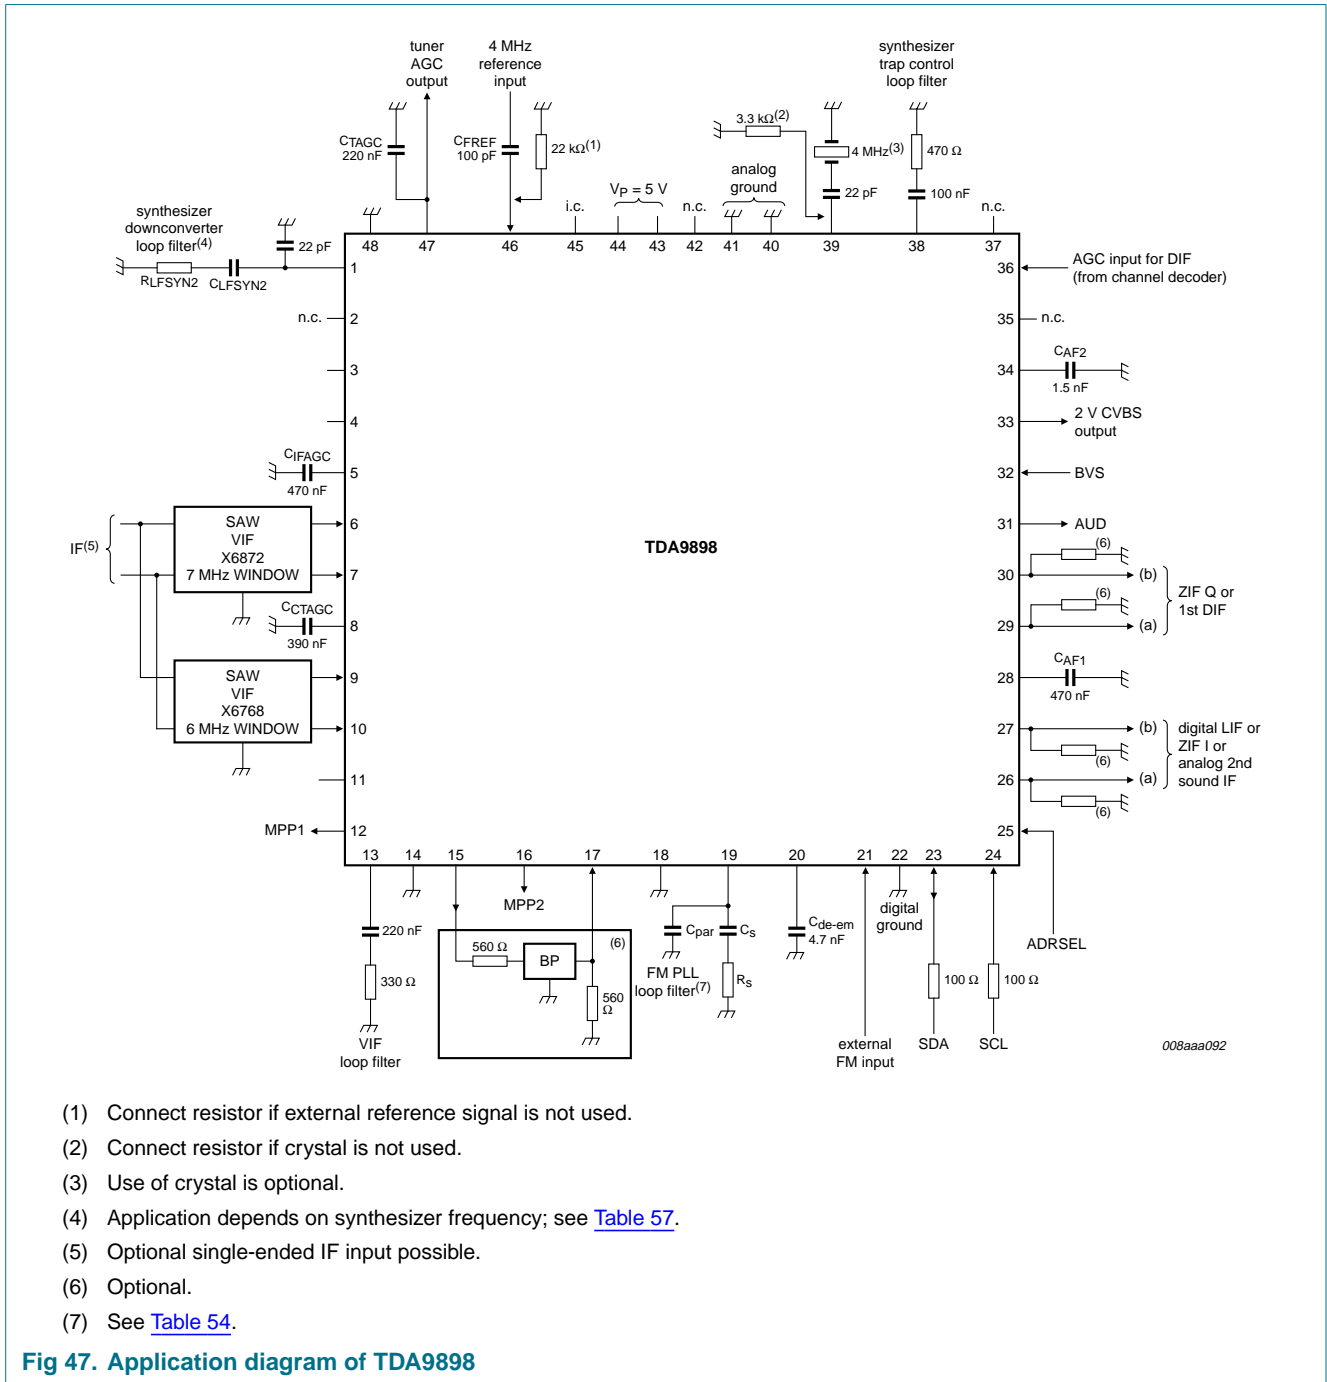 tuner
AGC
output
4 MHz
reference
input
synthesizer
trap control
loop filter
CTAGC
220 nF
CFREF
100 pF
22 kΩ(1)
3.3 kΩ(2)
4 MHz(3)
22 pF
470 Ω
100 nF
analog
ground
VP = 5 V
i.c.
n.c.
n.c.
synthesizer
downconverter
loop filter(4)
22 pF
RLFSYN2
CLFSYN2
48
47
46
45
44
43
42
41
40
39
38
37
1
n.c.
2
3
4
CIFAGC
470 nF
5
IF(5)
SAW
VIF
X6872
7 MHz WINDOW
6
7
CCTAGC
390 nF
8
SAW
VIF
X6768
6 MHz WINDOW
9
10
11
MPP1
12
TDA9898
36
AGC input for DIF
(from channel decoder)
35
n.c.
34
CAF2
1.5 nF
33
2 V CVBS
output
32
BVS
31
AUD
(6)
30
(b)
(6)
29
(a)
ZIF Q or
1st DIF
28
CAF1
470 nF
27
(b)
(6)
26
(a)
(6)
digital LIF or
ZIF I or
analog 2nd
sound IF
25
ADRSEL
13
14
15
16
17
18
19
20
21
22
23
24
220 nF
330 Ω
VIF
loop filter
MPP2
560 Ω
BP
(6)
560
Ω
Cpar
Cs
FM PLL
loop filter(7)
Rs
Cde-em
4.7 nF
digital
ground
external
FM input
100 Ω
SDA
100 Ω
SCL
008aaa092
(1) Connect resistor if external reference signal is not used.
(2) Connect resistor if crystal is not used.
(3) Use of crystal is optional.
(4) Application depends on synthesizer frequency; see Table 57.
(5) Optional single-ended IF input possible.
(6) Optional.
(7) See Table 54.
Fig 47. Application diagram of TDA9898